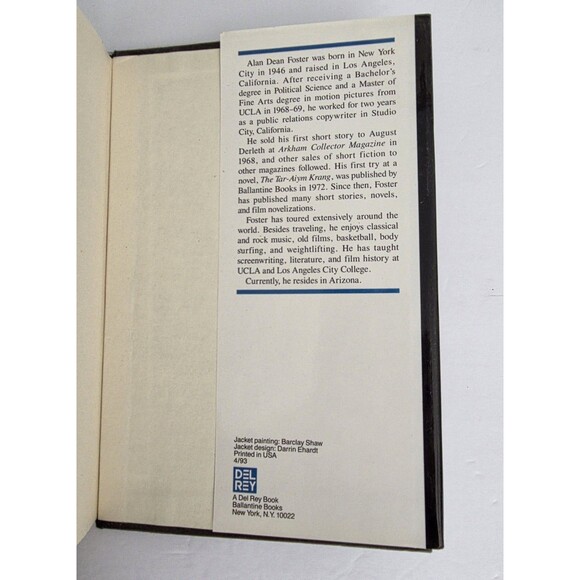 Alan Dean Foster was born in New York
City in 1946 and raised in Los Angeles,
California. After receiving a Bachelor's
degree in Political Science and a Master of
Fine Arts degree in motion pictures from
UCLA in 1968–69, he worked for two years
as a public relations copywriter in Studio
City, California.
He sold his first short story to August
Derleth at Arkham Collector Magazine in
1968, and other sales of short fiction to
other magazines followed. His first try at a
novel, The Tar-Aiym Krang, was published by
Ballantine Books in 1972. Since then, Foster
has published many short stories, novels,
and film novelizations.
Foster has toured extensively around the
world. Besides traveling, he enjoys classical
and rock music, old films, basketball, body
surfing, and weightlifting. He has taught
screenwriting, literature, and film history at
UCLA and Los Angeles City College.
Currently, he resides in Arizona.
Jacket painting: Barclay Shaw
Jacket design: Darrin Ehardt
Printed in USA
4/93
DEL
REY
A Del Rey Book
Ballantine Books
New York, N.Y. 10022